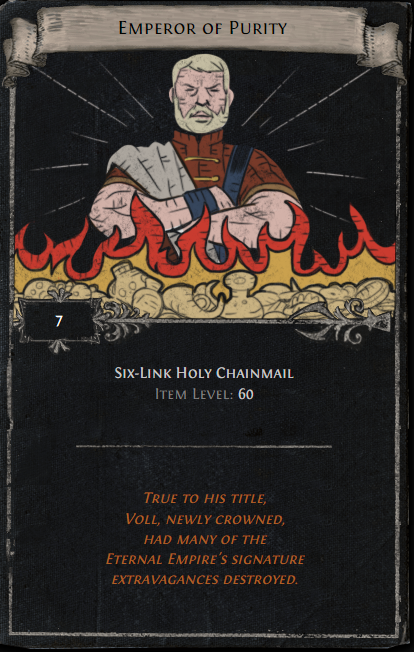 Emperor of Purity
7
Six-Link Holy Chainmail
Item Level: 60
True to his title,
Voll, newly crowned,
had many of the
Eternal Empire's signature
extravagances destroyed.